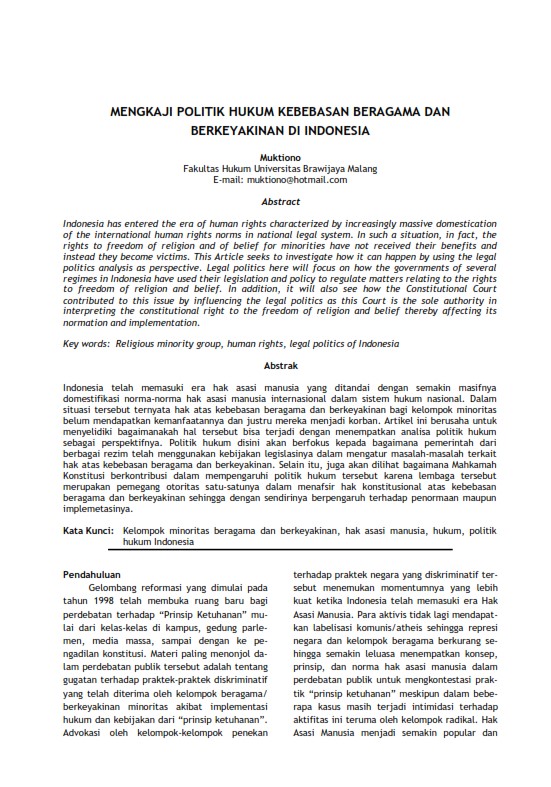 MENGKAJI POLITIK HUKUM KEBEBASAN BERAGAMA DAN
BERKEYAKINAN DI INDONESIA
Muktiono
Fakultas Hukum Universitas Brawijaya Malang
E-mail: muktiono@hotmail.com
Abstract
Indonesia has entered the era of human rights characterized by increasingly massive domestication
of the international human rights norms in national legal system. In such a situation, in fact, the
rights to freedom of religion and of belief for minorities have not received their benefits and
instead they become victims. This Article seeks to investigate how it can happen by using the legal
politics analysis as perspective. Legal politics here will focus on how the governments of several
regimes in Indonesia have used their legislation and policy to regulate matters relating to the rights
to freedom of religion and belief. In addition, it will also see how the Constitutional Court
contributed to this issue by influencing the legal politics as this Court is the sole authority in
interpreting the constitutional right to the freedom of religion and belief thereby affecting its
normation and implementation.
Key words: Religious minority group, human rights, legal politics of Indonesia
Abstrak
Indonesia telah memasuki era hak asasi manusia yang ditandai dengan semakin masifnya
domestifikasi norma-norma hak asasi manusia internasional dalam sistem hukum nasional. Dalam
situasi tersebut ternyata hak atas kebebasan beragama dan berkeyakinan bagi kelompok minoritas
belum mendapatkan kemanfaatannya dan justru mereka menjadi korban. Artikel ini berusaha untuk
menyelidiki bagaimanakah hal tersebut bisa terjadi dengan menempatkan analisa politik hukum
sebagai perspektifnya. Politik hukum disini akan berfokus kepada bagaimana pemerintah dari
berbagai rezim telah menggunakan kebijakan legislasinya dalam mengatur masalah-masalah terkait
hak atas kebebasan beragama dan berkeyakinan. Selain itu, juga akan dilihat bagaimana Mahkamah
Konstitusi berkontribusi dalam mempengaruhi politik hukum tersebut karena lembaga tersebut
merupakan pemegang otoritas satu-satunya dalam menafsir hak konstitusional atas kebebasan
beragama dan berkeyakinan sehingga dengan sendirinya berpengaruh terhadap penormaan maupun
implemetasinya.
Kata Kunci: Kelompok minoritas beragama dan berkeyakinan, hak asasi manusia, hukum, politik
hukum Indonesia
Pendahuluan
Gelombang reformasi yang dimulai pada
tahun 1998 telah membuka ruang baru bagi
perdebatan terhadap “Prinsip Ketuhanan” mu-
lai dari kelas-kelas di kampus, gedung parle-
men, media massa, sampai dengan ke pe-
ngadilan konstitusi. Materi paling menonjol da-
lam perdebatan publik tersebut adalah tentang
gugatan terhadap praktek-praktek diskriminatif
yang telah diterima oleh kelompok beragama/
berkeyakinan minoritas akibat implementasi
hukum dan kebijakan dari “prinsip ketuhanan”.
Advokasi oleh kelompok-kelompok penekan
terhadap praktek negara yang diskriminatif ter-
sebut menemukan momentumnya yang lebih
kuat ketika Indonesia telah memasuki era Hak
Asasi Manusia. Para aktivis tidak lagi mendapat-
kan labelisasi komunis/atheis sehingga represi
negara dan kelompok beragama berkurang se-
hingga semakin leluasa menempatkan konsep,
prinsip, dan norma hak asasi manusia dalam
perdebatan publik untuk mengkontestasi prak-
tik “prinsip ketuhanan” meskipun dalam bebe-
rapa kasus masih terjadi intimidasi terhadap
aktifitas ini teruma oleh kelompok radikal. Hak
Asasi Manusia menjadi semakin popular dan